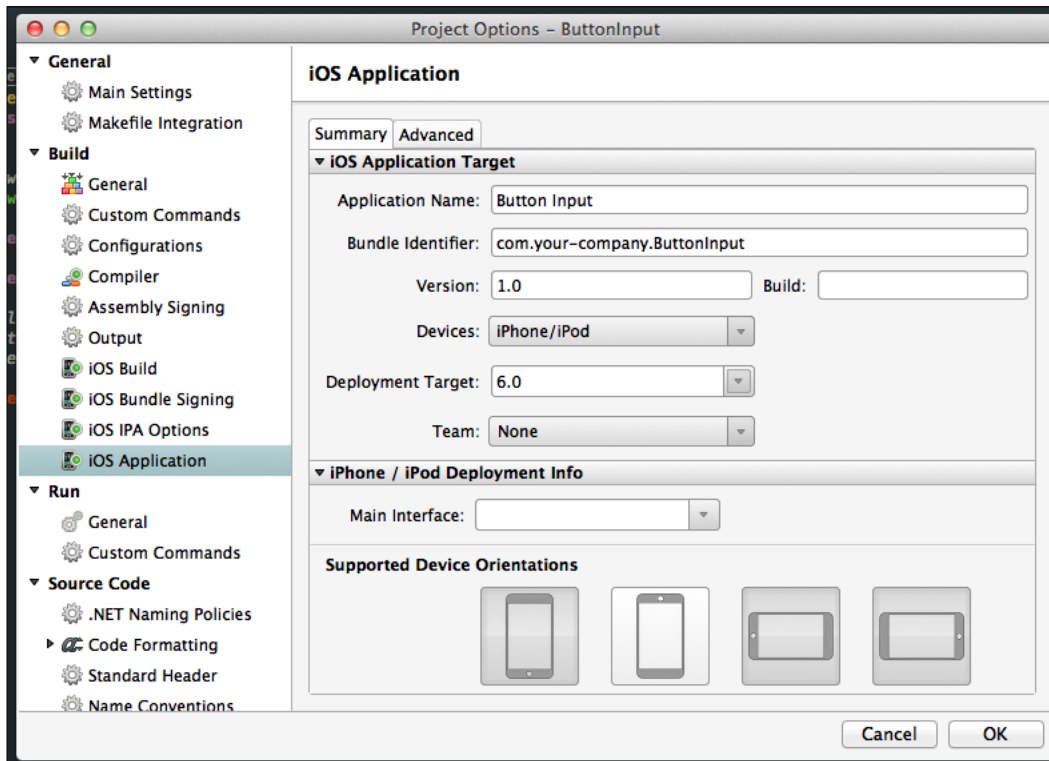 Project Options – ButtonInput
General
Main Settings
Makefile Integration
Build
General
Custom Commands
Configurations
Compiler
Assembly Signing
Output
iOS Build
iOS Bundle Signing
iOS IPA Options
iOS Application
Run
General
Custom Commands
Source Code
.NET Naming Policies
Code Formatting
Standard Header
Name Conventions
iOS Application
Summary Advanced
iOS Application Target
Application Name: Button Input
Bundle Identifier: com.your-company.ButtonInput
Version: 1.0 Build:
Devices: iPhone/iPod
Deployment Target: 6.0
Team: None
iPhone / iPod Deployment Info
Main Interface:
Supported Device Orientations
Cancel OK